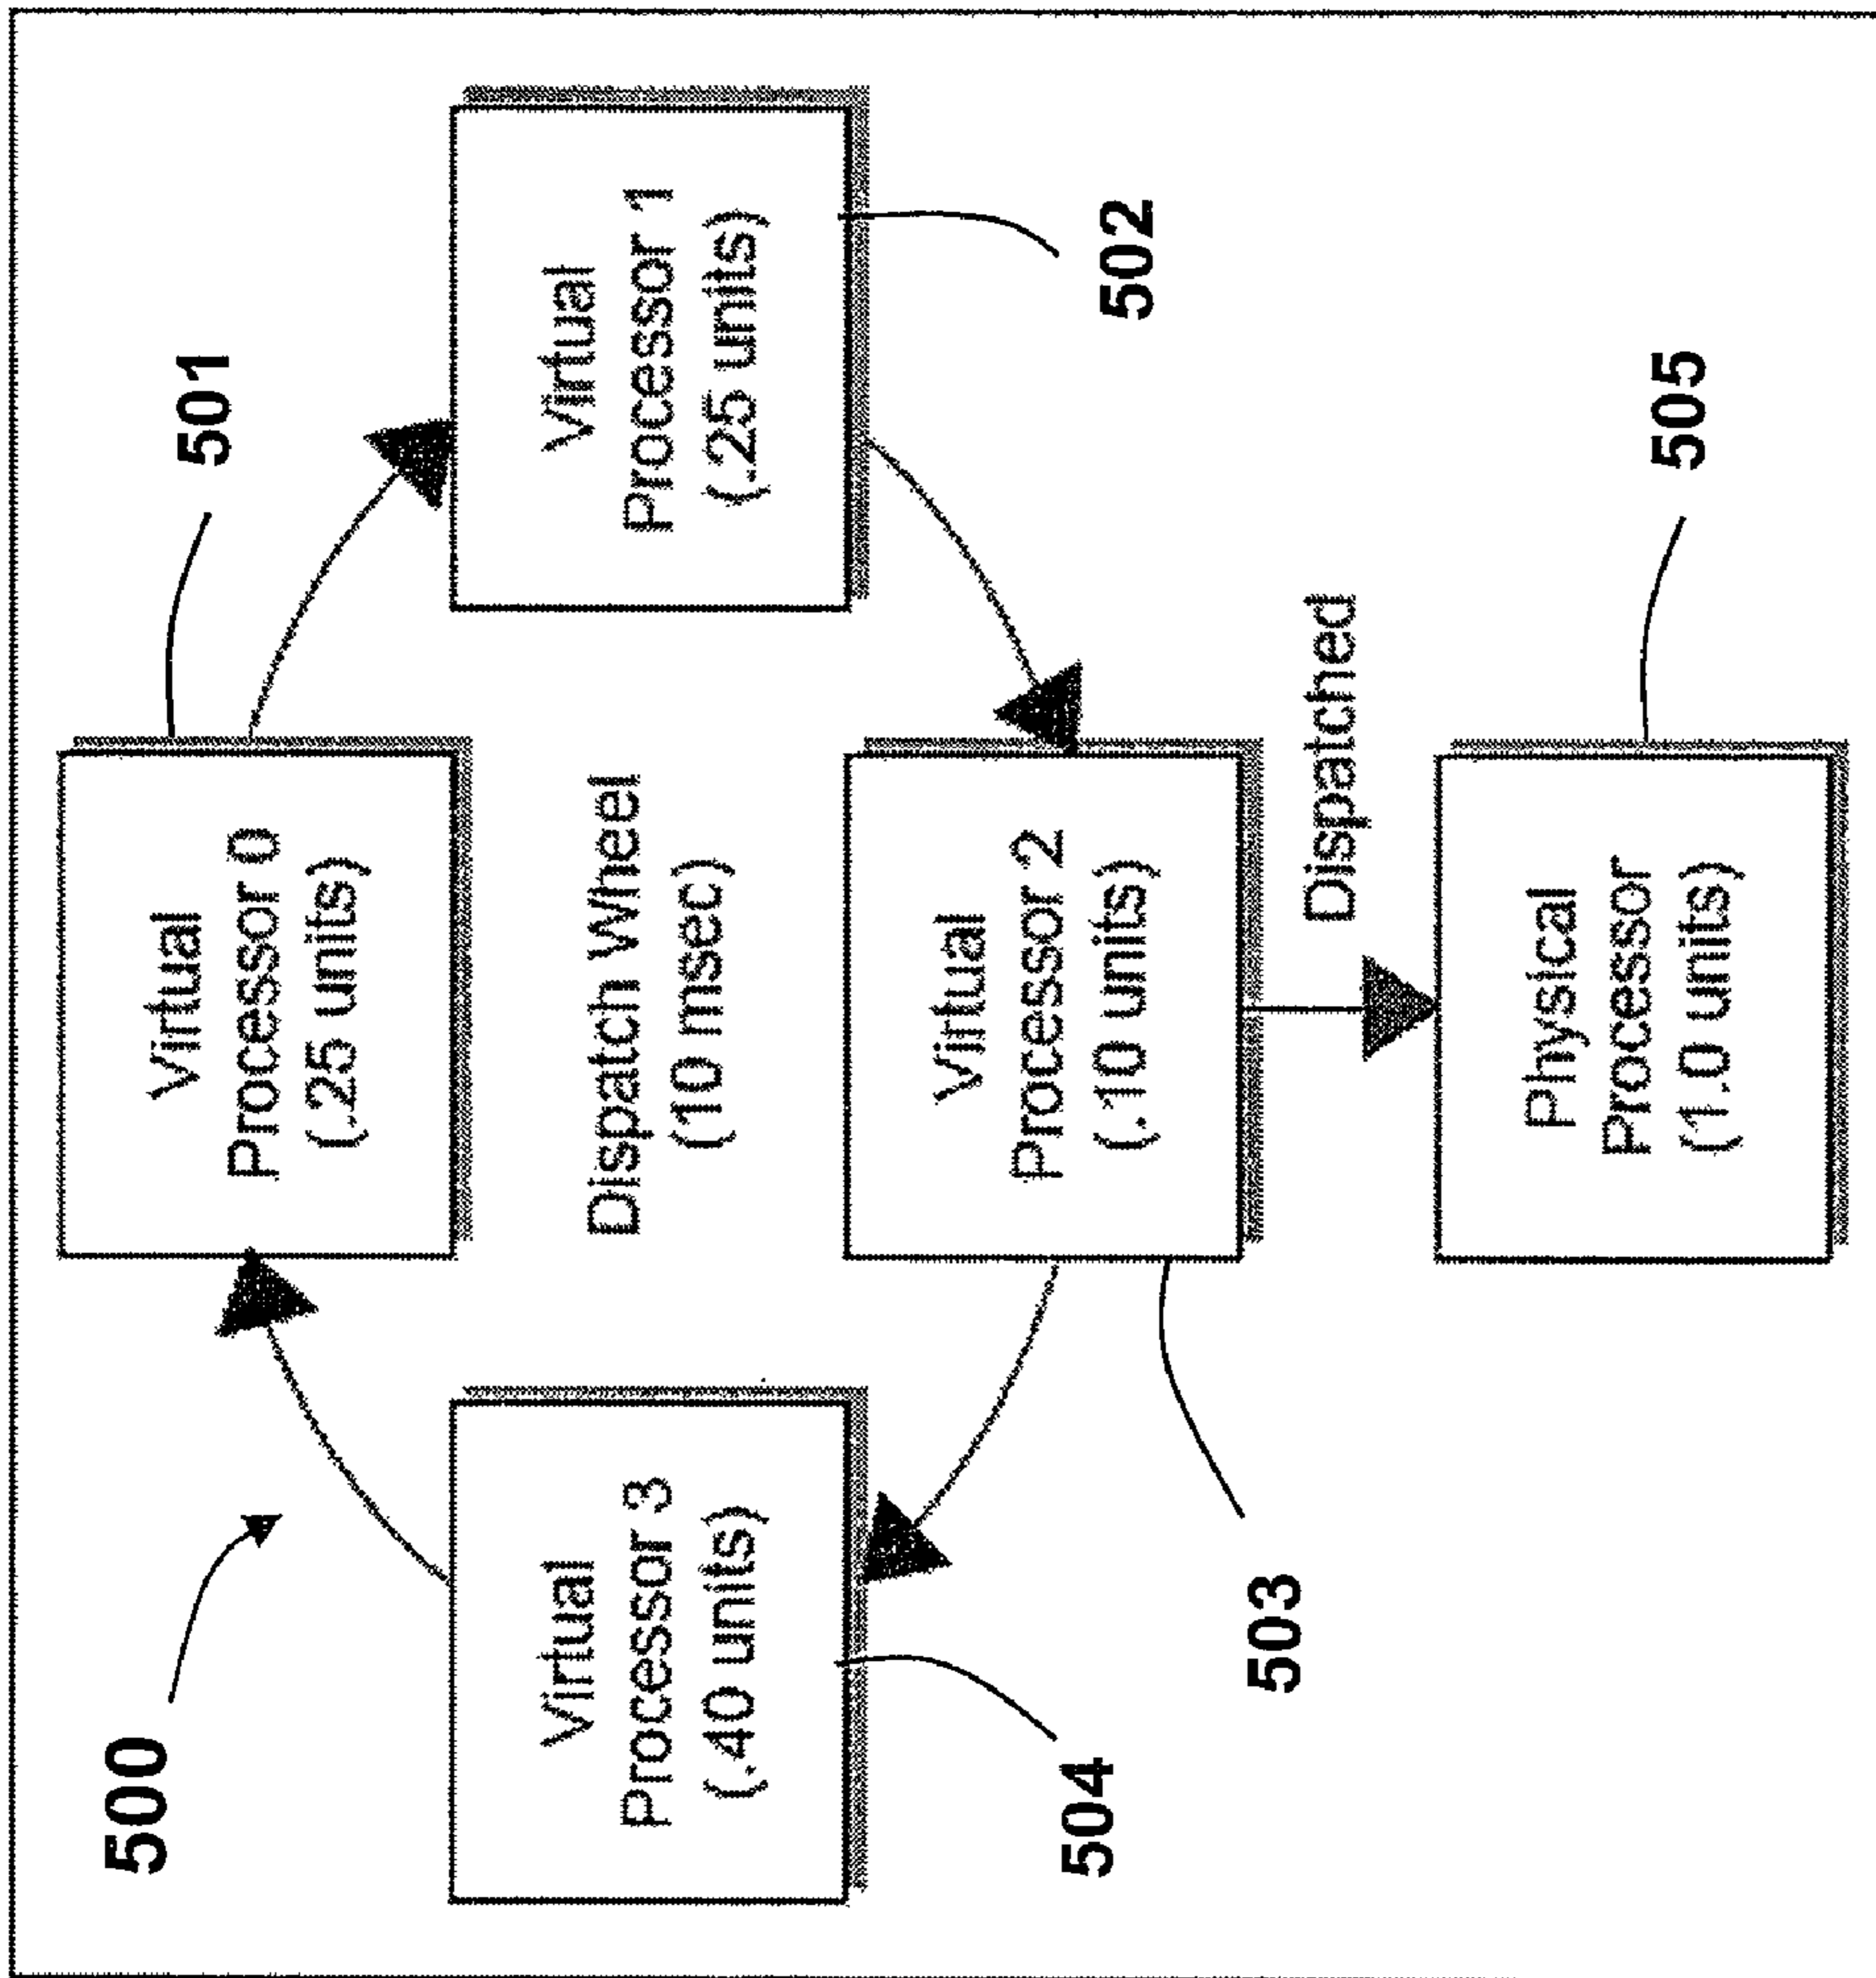 500
501
Virtual
Processor 0
(.25 units)
Virtual
Processor 3
(.40 units)
Dispatch Wheel
(10 msec)
Virtual
Processor 1
(.25 units)
504
502
Virtual
Processor 2
(.10 units)
503
Dispatched
Physical
Processor
(1.0 units)
505